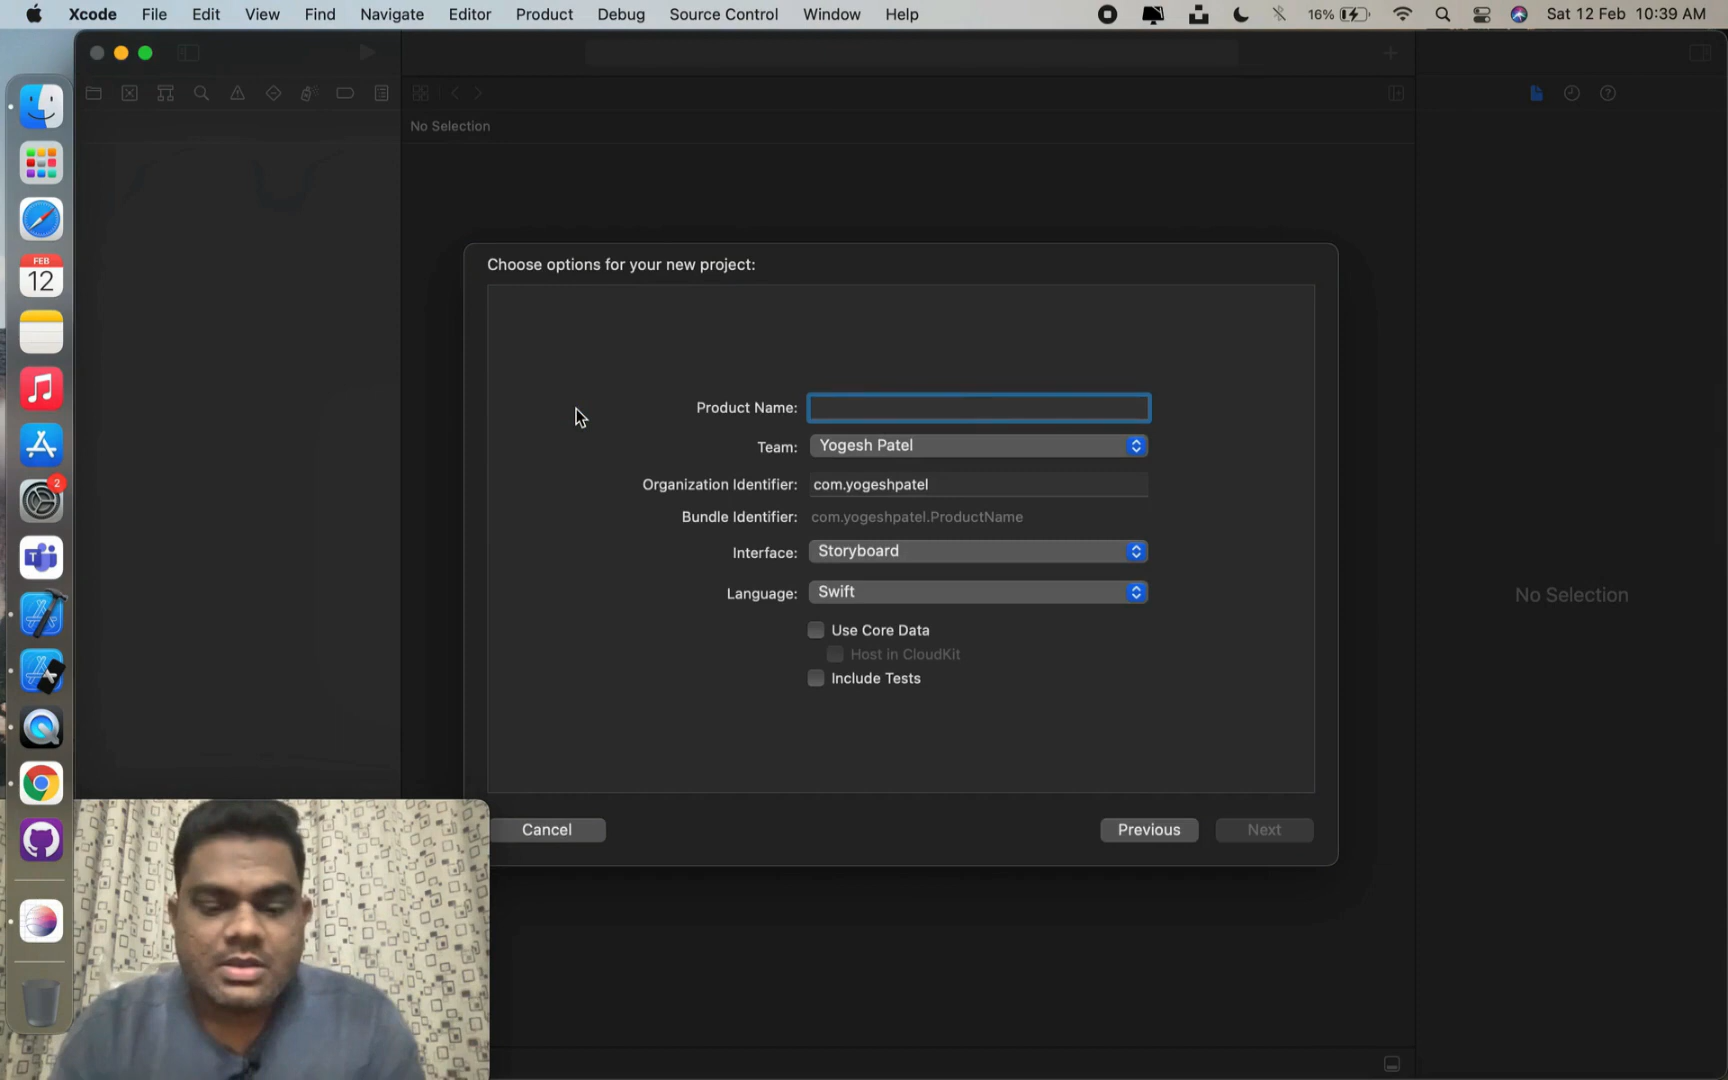 Xcode File Edit View Find Navigate Editor Product Debug Source Control Window Help 16% Sat 12 Feb 10:39 AM
No Selection
FEB
12
2
Choose options for your new project:
Product Name:
Team: Yogesh Patel
Organization Identifier: com.yogeshpatel
Bundle Identifier: com.yogeshpatel.ProductName
Interface: Storyboard
Language: Swift
Use Core Data
Host in CloudKit
Include Tests
No Selection
Cancel Previous Next